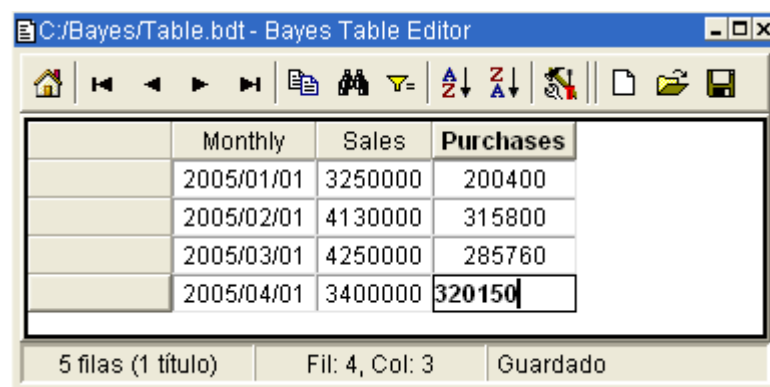 C:/Bayes/Table.bdt - Bayes Table Editor
A Z Z A
Monthly Sales Purchases
2005/01/01 3250000 200400
2005/02/01 4130000 315800
2005/03/01 4250000 285760
2005/04/01 3400000 320150
5 filas (1 título) Fil: 4, Col: 3 Guardado